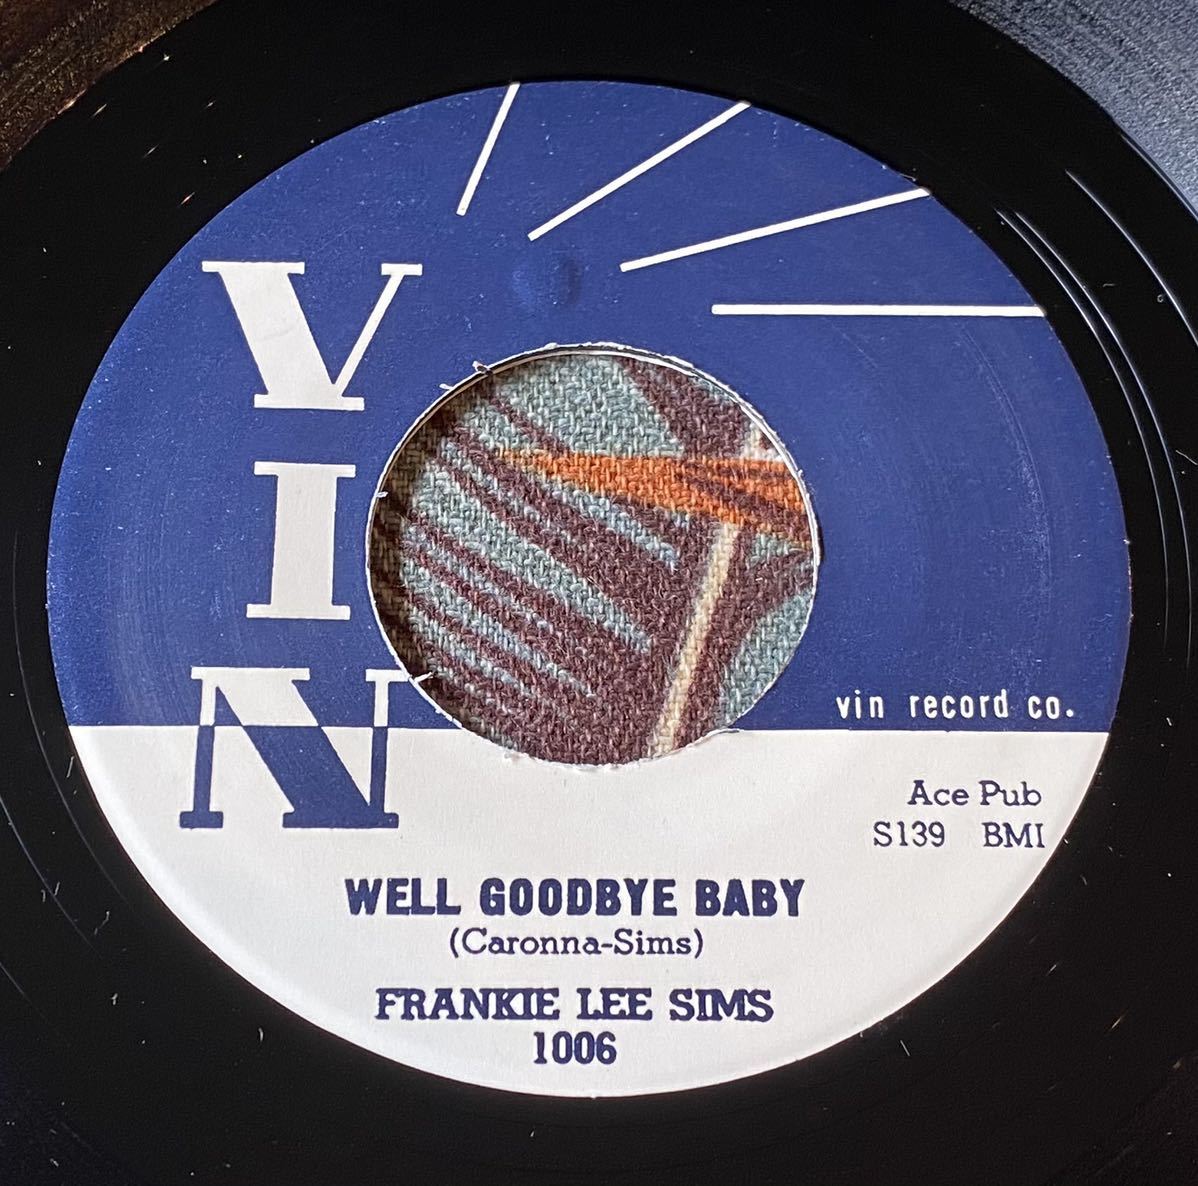 VIN
vin record co.
Ace Pub
S139 BMI
WELL GOODBYE BABY
(Caronna-Sims)
FRANKIE LEE SIMS
1006